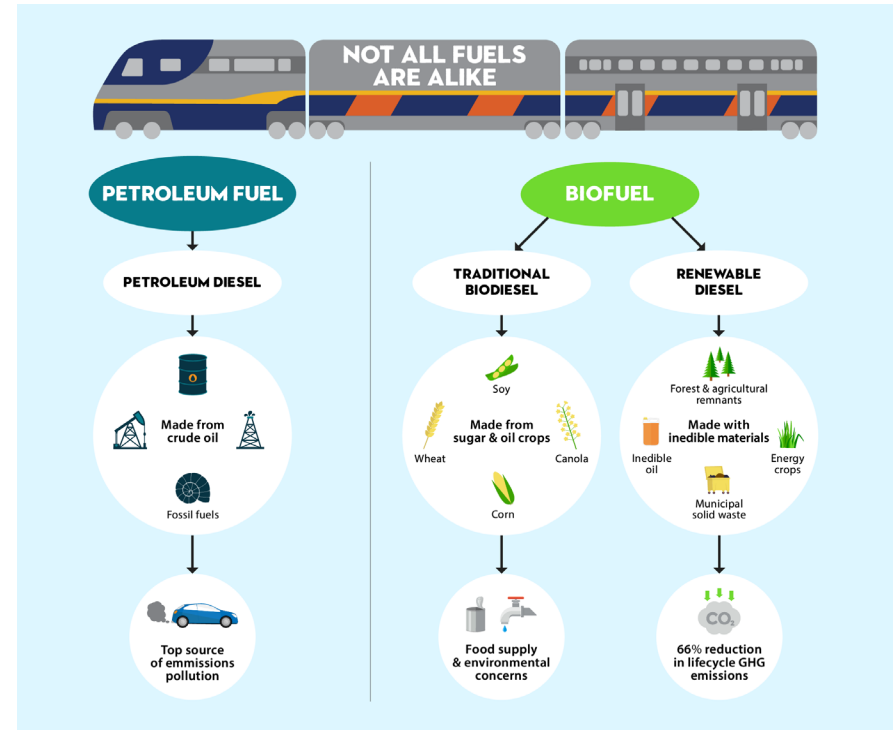 NOT ALL FUELS
ARE ALIKE
PETROLEUM FUEL
PETROLEUM DIESEL
Made from
crude oil
Fossil fuels
Top source
of emmissions
pollution
BIOFUEL
TRADITIONAL
BIODIESEL
Soy
Made from
sugar & oil crops
Wheat
Canola
Corn
Food supply
& environmental
concerns
RENEWABLE
DIESEL
Forest & agricultural
remnants
Made with
inedible materials
Inedible
oil
Energy
crops
Municipal
solid waste
CO₂
66% reduction
in lifecycle GHG
emissions